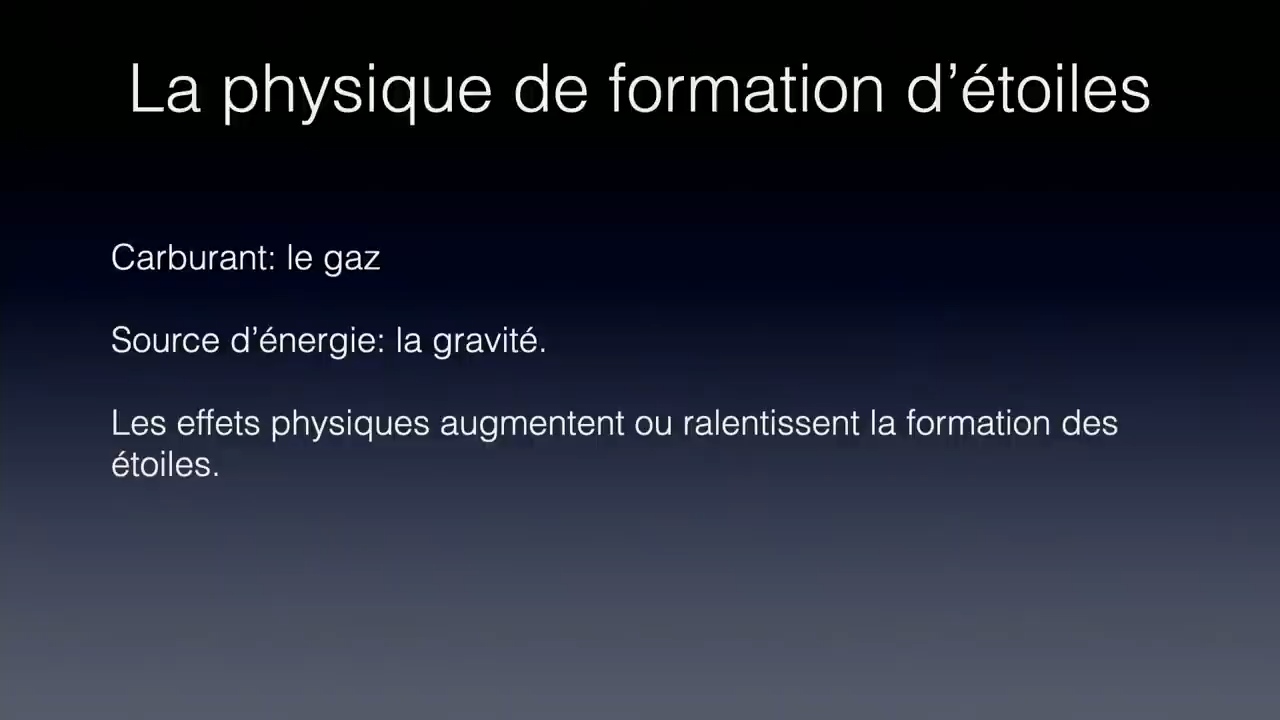 La physique de formation d’étoiles
Carburant: le gaz
Source d’énergie: la gravité.
Les effets physiques augmentent ou ralentissent la formation des
étoiles.